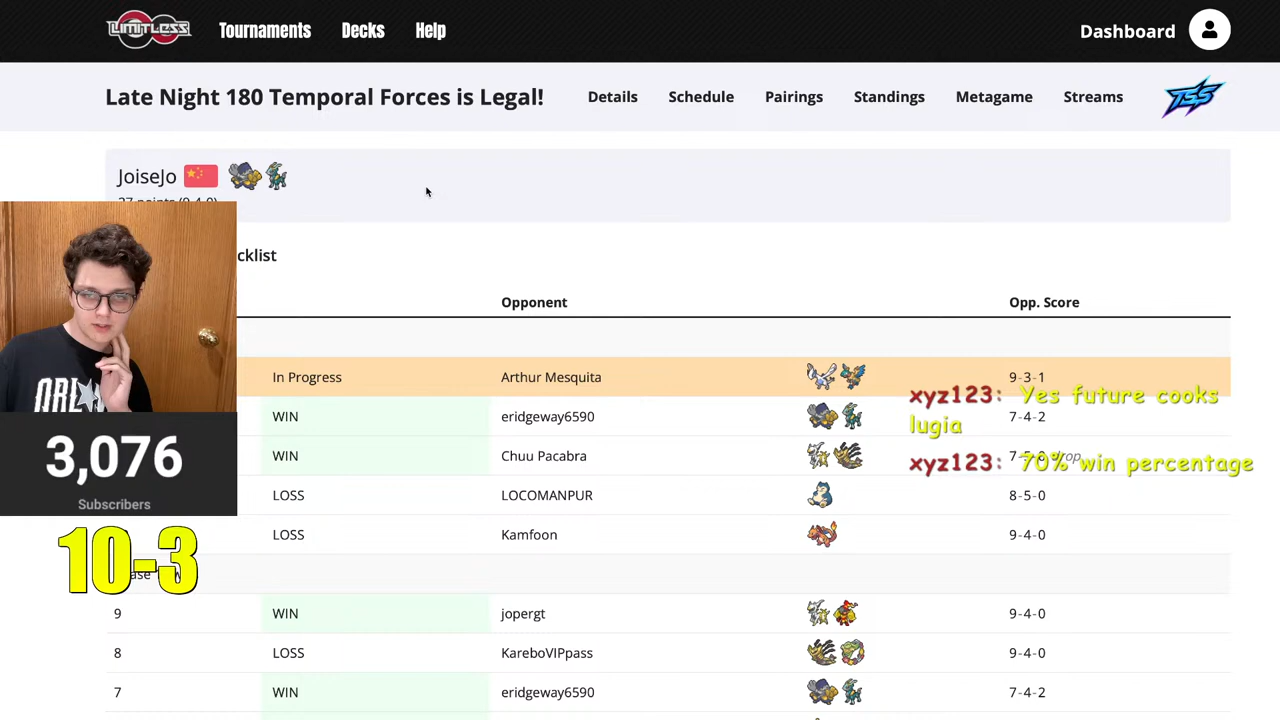 LIMITLESS Tournaments Decks Help Dashboard
Late Night 180 Temporal Forces is Legal! Details Schedule Pairings Standings Metagame Streams TSS
JoiseJo
cklist
Opponent Opp. Score
In Progress Arthur Mesquita 9-3-1
xyz123: Yes future cooks
lugia
WIN eridgeway6590 7-4-2
WIN Chuu Pacabra drop
xyz123: 70% win percentage
LOSS LOCOMANPUR 8-5-0
LOSS Kamfoon 9-4-0
3,076
Subscribers
10-3
9 WIN jopergt 9-4-0
8 LOSS KareboVIPpass 9-4-0
7 WIN eridgeway6590 7-4-2